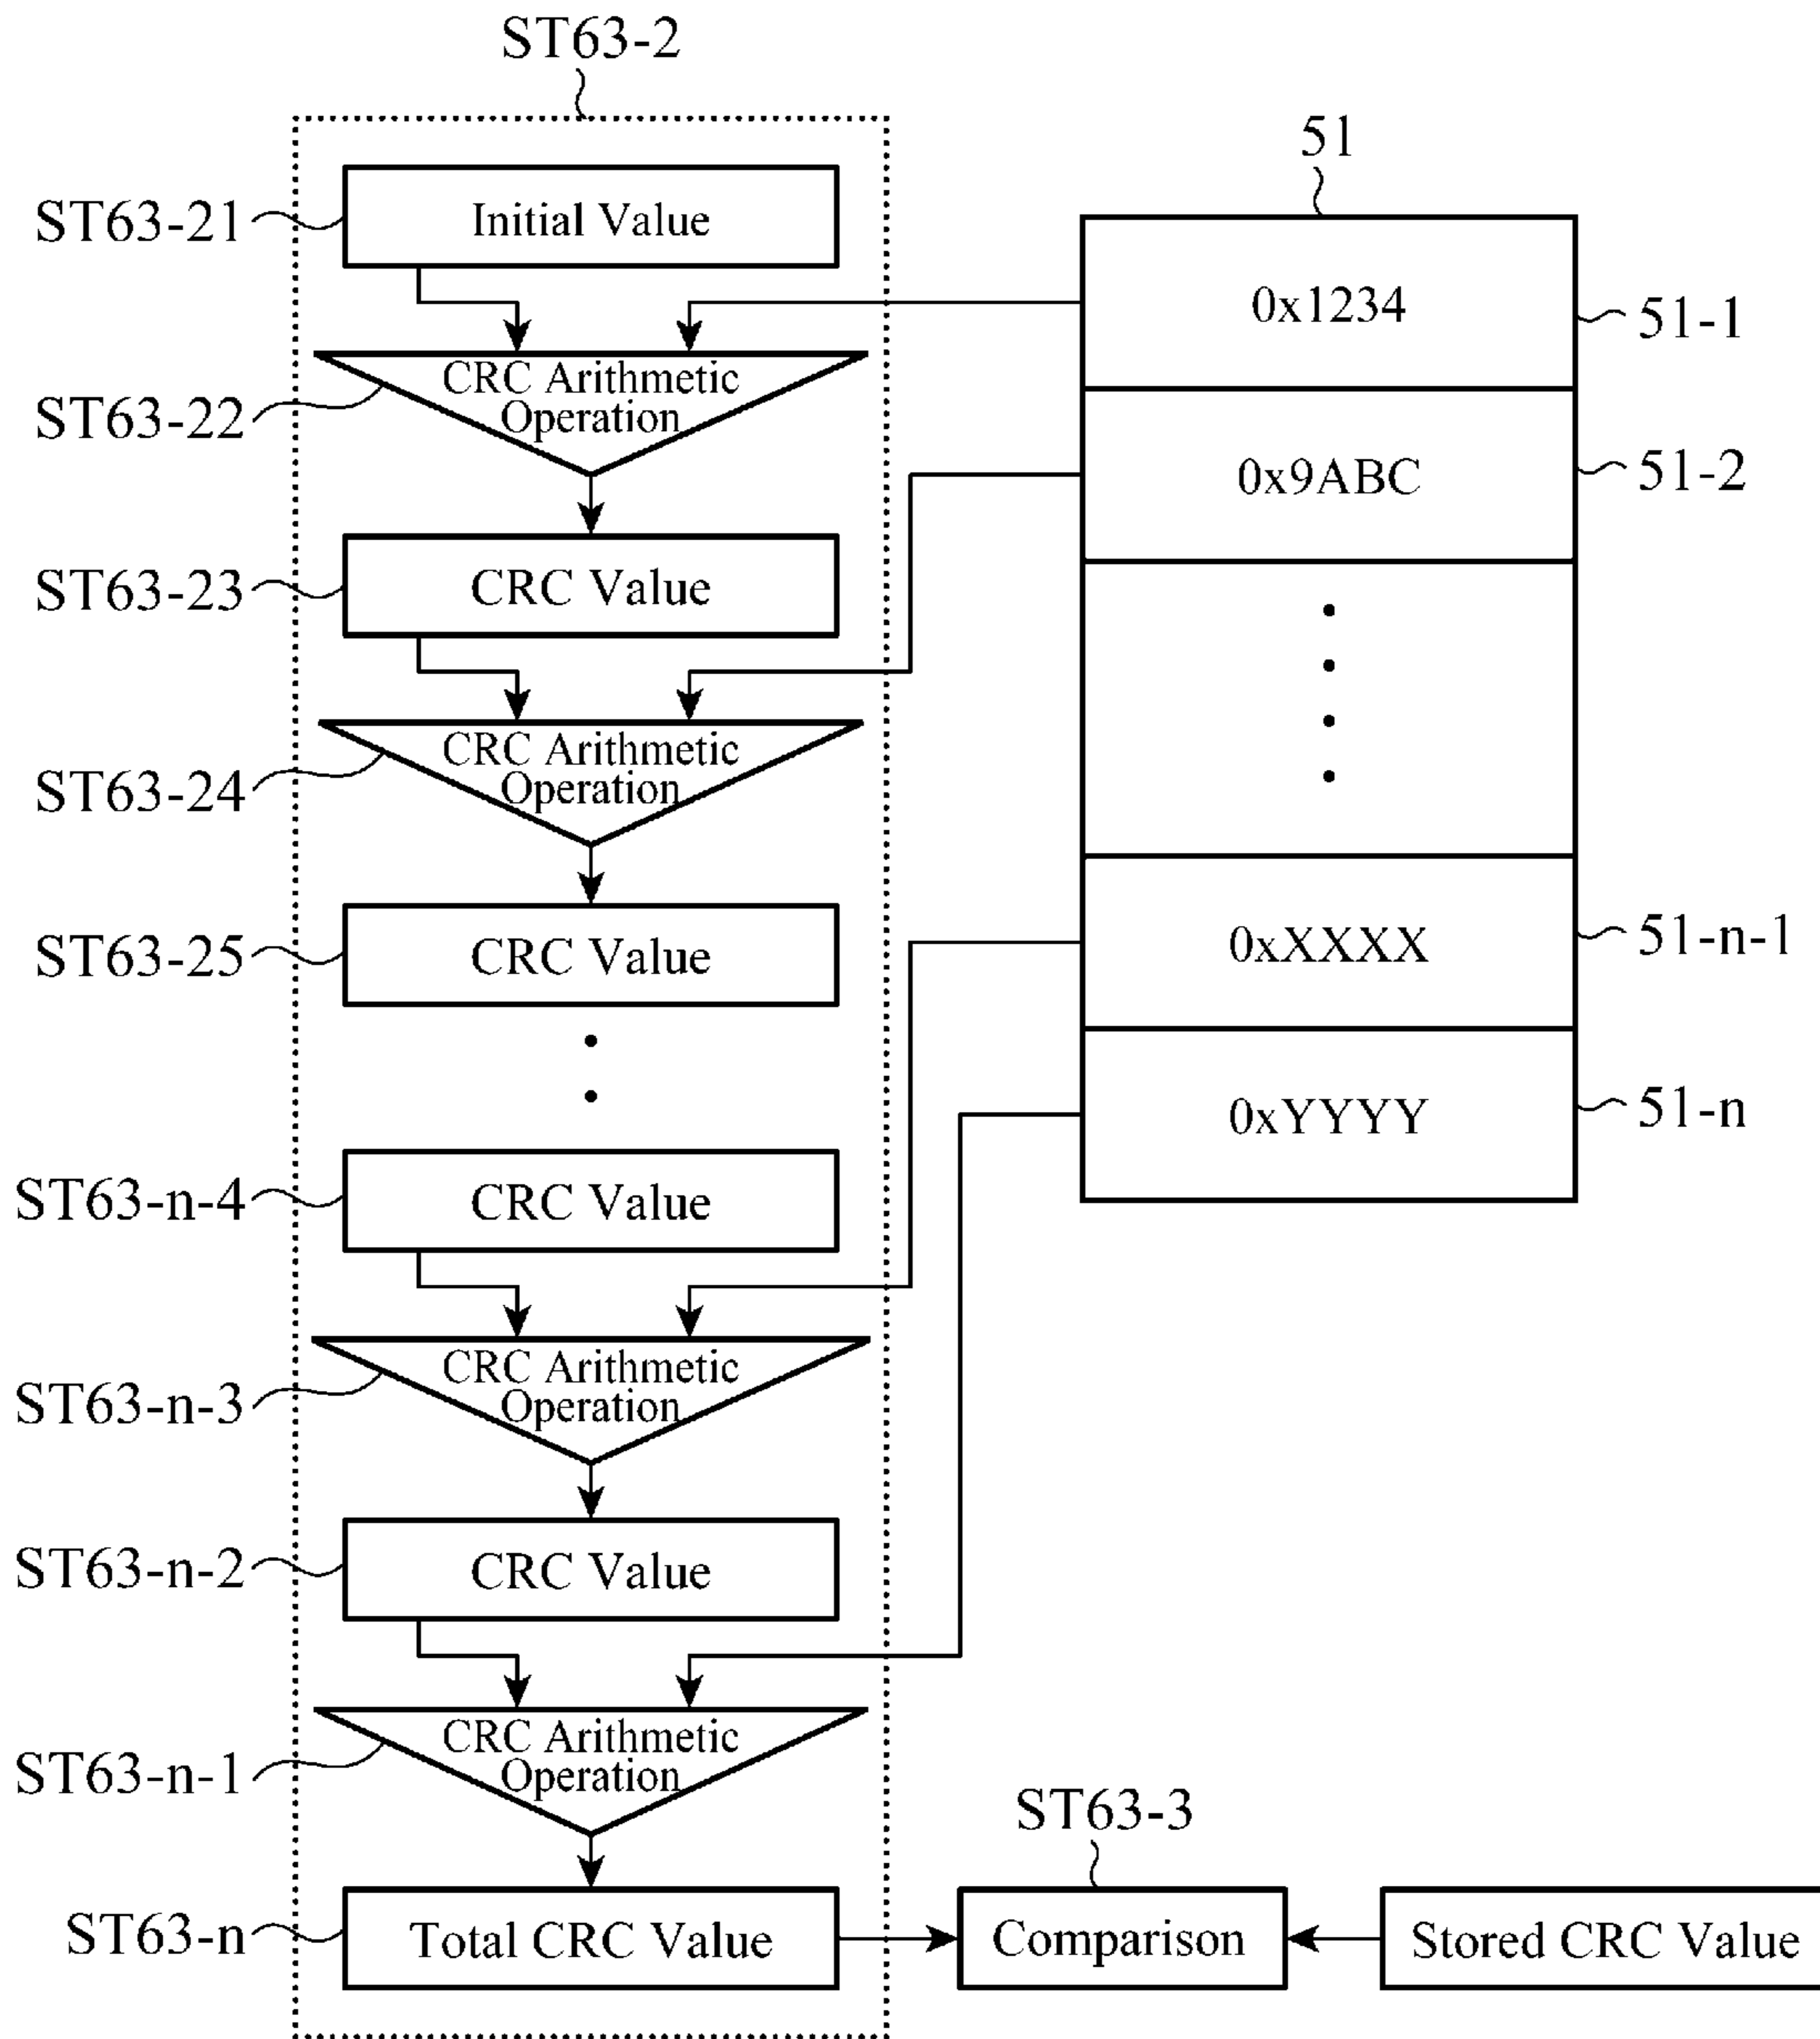 ST63-2
51
ST63-21
Initial Value
0x1234
51-1
ST63-22
CRC Arithmetic
Operation
0x9ABC
51-2
ST63-23
CRC Value
ST63-24
CRC Arithmetic
Operation
ST63-25
CRC Value
0xXXXX
51-n-1
0xYYYY
51-n
ST63-n-4
CRC Value
ST63-n-3
CRC Arithmetic
Operation
ST63-n-2
CRC Value
ST63-n-1
CRC Arithmetic
Operation
ST63-3
ST63-n
Total CRC Value
Comparison
Stored CRC Value